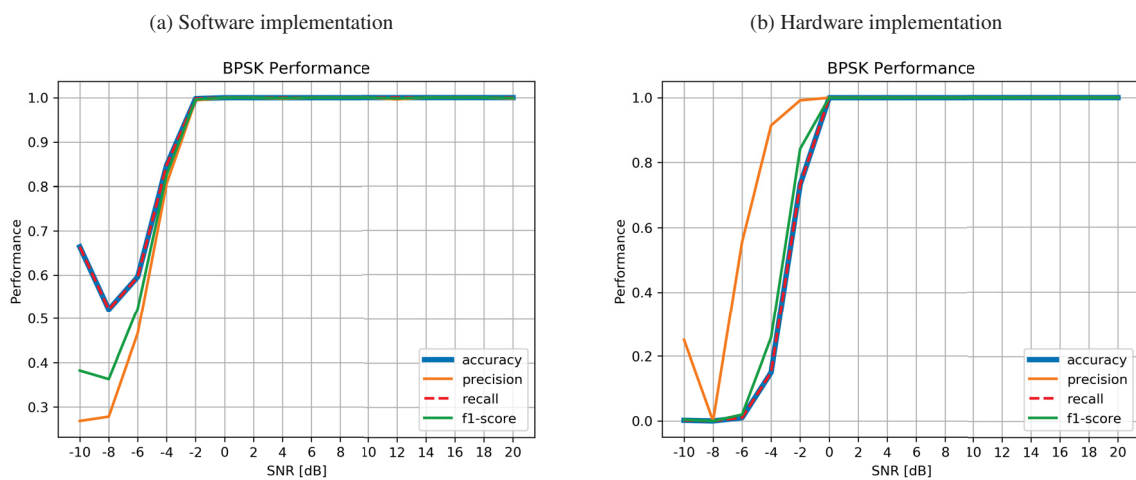 (a) Software implementation
BPSK Performance
Performance
1.0
0.9
0.8
0.7
0.6
0.5
0.4
0.3
-10 -8 -6 -4 -2 0 2 4 6 8 10 12 14 16 18 20
SNR [dB]
accuracy
precision
recall
f1-score
(b) Hardware implementation
BPSK Performance
Performance
1.0
0.8
0.6
0.4
0.2
0.0
-10 -8 -6 -4 -2 0 2 4 6 8 10 12 14 16 18 20
SNR [dB]
accuracy
precision
recall
f1-score